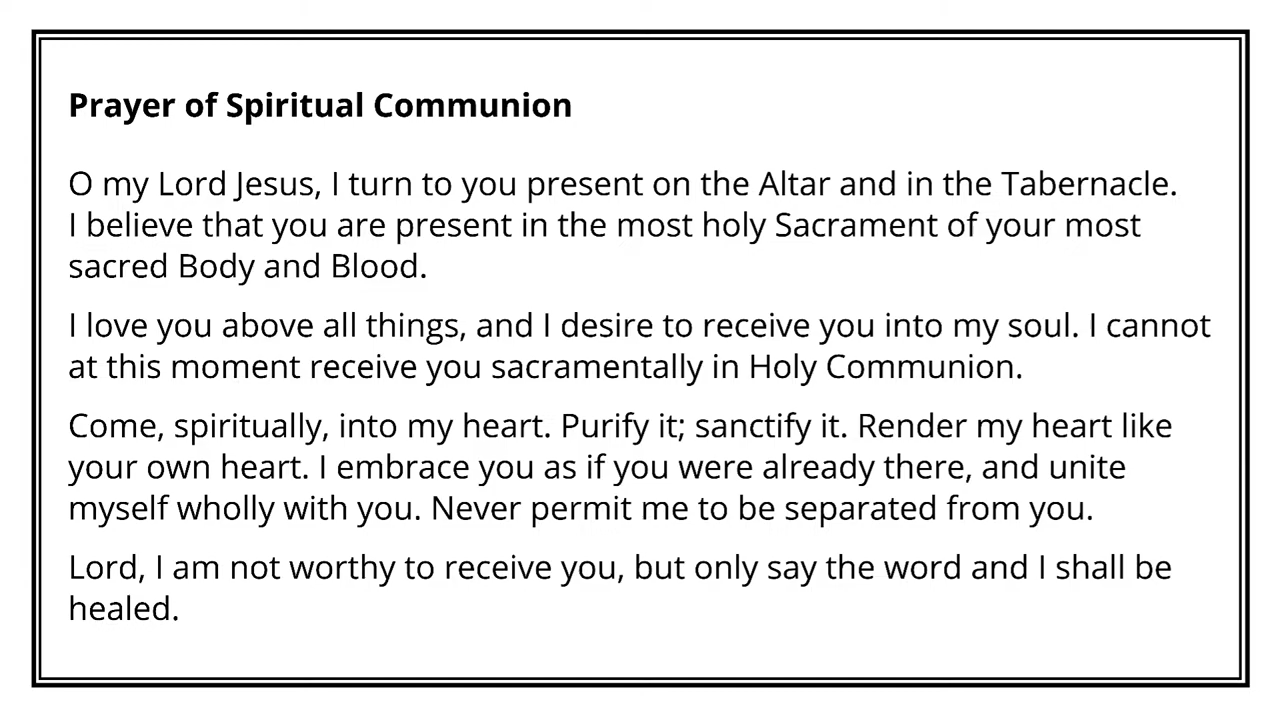 Prayer of Spiritual Communion
O my Lord Jesus, I turn to you present on the Altar and in the Tabernacle.
I believe that you are present in the most holy Sacrament of your most
sacred Body and Blood.
I love you above all things, and I desire to receive you into my soul. I cannot
at this moment receive you sacramentally in Holy Communion.
Come, spiritually, into my heart. Purify it; sanctify it. Render my heart like
your own heart. I embrace you as if you were already there, and unite
myself wholly with you. Never permit me to be separated from you.
Lord, I am not worthy to receive you, but only say the word and I shall be
healed.